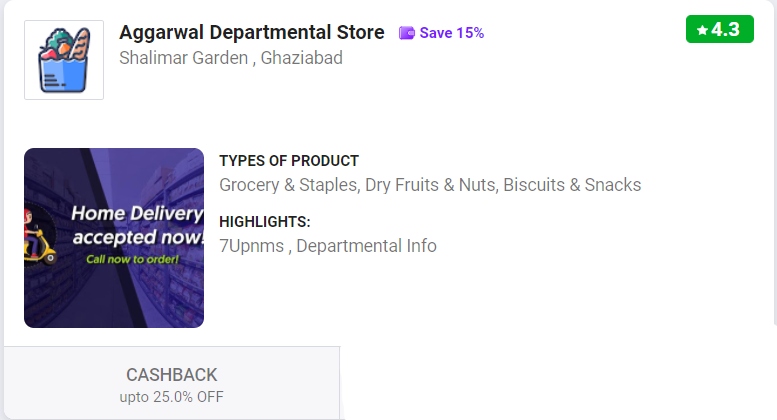 Aggarwal Departmental Store Save 15% ★4.3
Shalimar Garden , Ghaziabad
TYPES OF PRODUCT
Grocery & Staples, Dry Fruits & Nuts, Biscuits & Snacks
HIGHLIGHTS:
7Upnms , Departmental Info
Home Delivery
accepted now!
Call now to order!
CASHBACK
upto 25.0% OFF